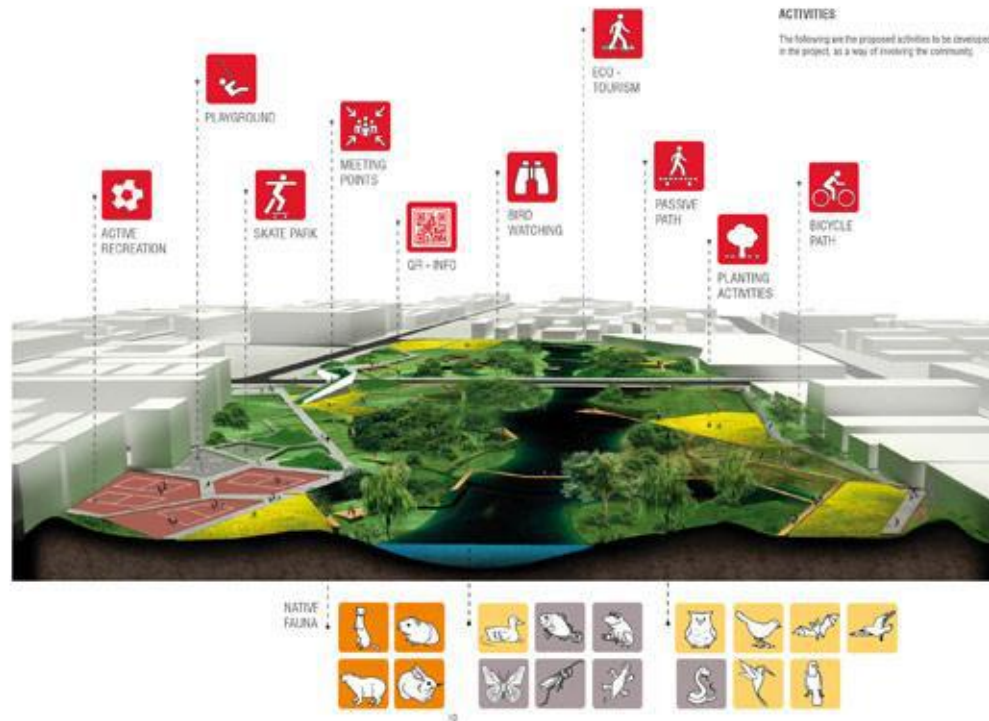 ACTIVITIES
The following are the proposed activities to be developed
in the project, as a way of involving the community.
ECO -
TOURISM
PLAYGROUND
MEETING
POINTS
PASSIVE
PATH
BIRD
WATCHING
BICYCLE
PATH
ACTIVE
RECREATION
SKATE PARK
QR - INFO
PLANTING
ACTIVITIES
NATIVE
FAUNA